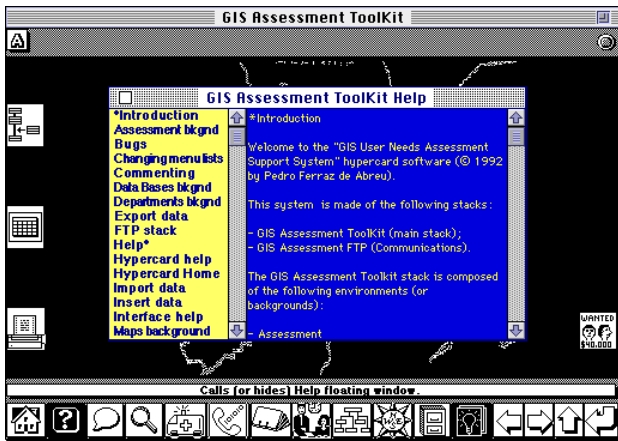 GIS Assessment ToolKit
A
GIS Assessment ToolKit Help
*Introduction
Assessment bkgnd
Bugs
Changing menu lists
Commenting
Data Bases bkgnd
Departments bkgnd
Export data
FTP stack
Help*
Hypercard help
Hypercard Home
Import data
Insert data
Interface help
Maps background
*Introduction
Welcome to the "GIS User Needs Assessment
Support System" hypercard software (© 1992
by Pedro Ferraz de Abreu).
This system is made of the following stacks:
- GIS Assessment ToolKit (main stack);
- GIS Assessment FTP (Communications).
The GIS Assessment Toolkit stack is composed
of the following environments (or
backgrounds):
- Assessment
WANTED
$40.000
Calls (or hides) Help floating window.
?